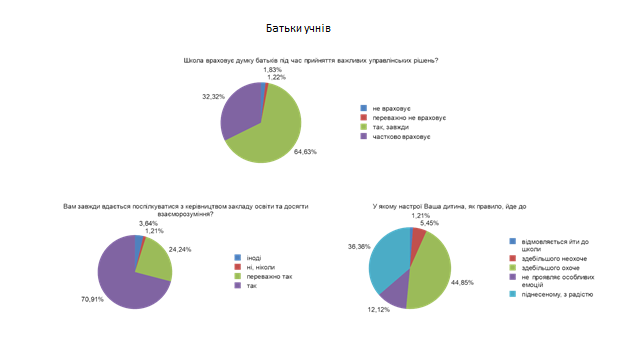 Батьки учнів
Школа враховує думку батьків під час прийняття важливих управлінських рішень?
1,83%
1,22%
32,32%
64,63%
не враховує
переважно не враховує
так, завжди
частково враховує
Вам завжди вдається поспілкуватися з керівництвом закладу освіти та досягти
взаєморозуміння?
3,64%
1,21%
24,24%
70,91%
іноді
ні, ніколи
переважно так
так
У якому настрої Ваша дитина, як правило, йде до
1,21%
5,45%
36,36%
44,85%
12,12%
відмовляється йти до
школи
здебільшого неохоче
здебільшого охоче
не проявляє особливих
емоцій
піднесеному, з радістю